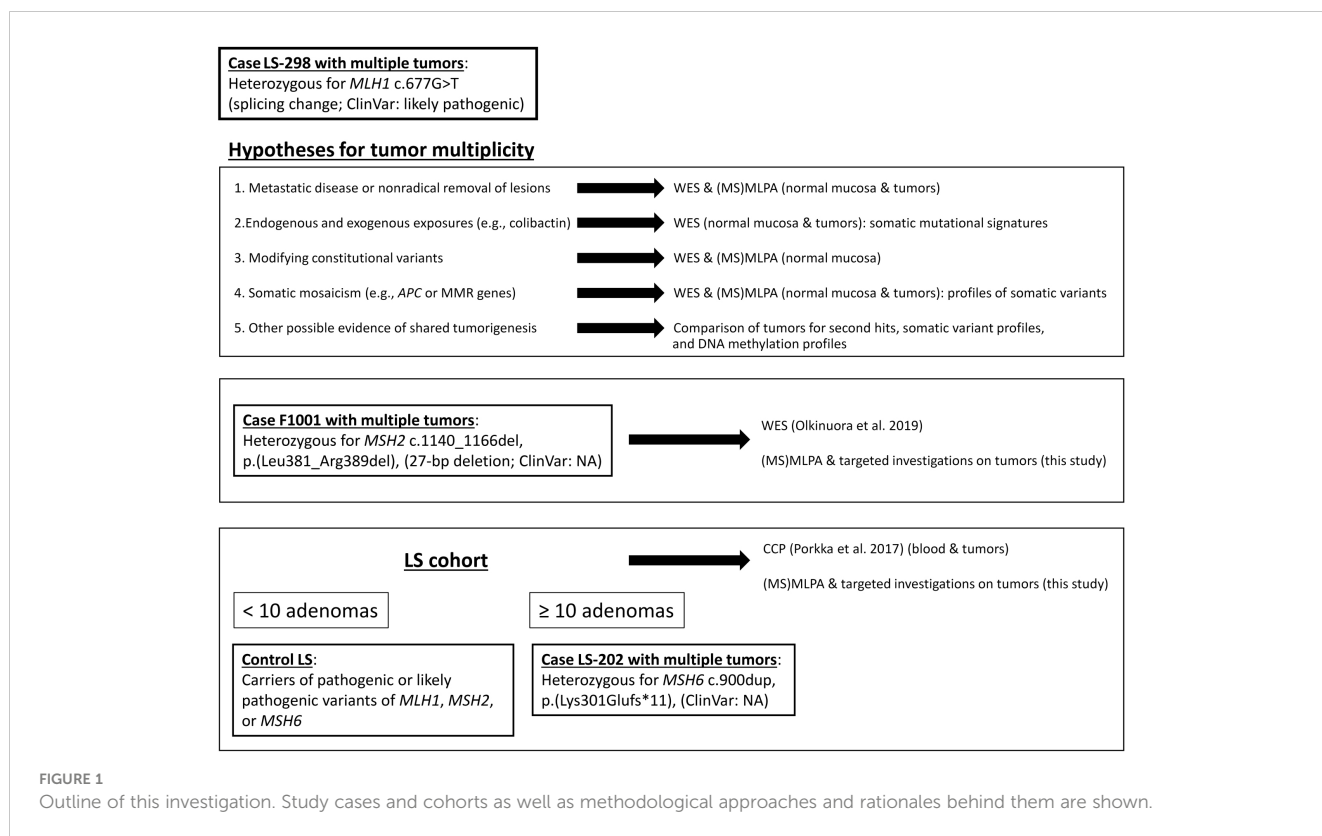 Case LS-298 with multiple tumors:
Heterozygous for MLH1 c.677G>T
(splicing change; ClinVar: likely pathogenic)
Hypotheses for tumor multiplicity
1. Metastatic disease or nonradical removal of lesions
WES & (MS)MLPA (normal mucosa & tumors)
2.Endogenous and exogenous exposures (e.g., colibactin)
WES (normal mucosa & tumors): somatic mutational signatures
3. Modifying constitutional variants
WES & (MS)MLPA (normal mucosa)
4. Somatic mosaicism (e.g., APC or MMR genes)
WES & (MS)MLPA (normal mucosa & tumors): profiles of somatic variants
5. Other possible evidence of shared tumorigenesis
Comparison of tumors for second hits, somatic variant profiles,
and DNA methylation profiles
Case F1001 with multiple tumors:
Heterozygous for MSH2 c.1140_1166del,
p.(Leu381_Arg389del), (27-bp deletion; ClinVar: NA)
WES (Olkinuora et al. 2019)
(MS)MLPA & targeted investigations on tumors (this study)
LS cohort
CCP (Porkka et al. 2017) (blood & tumors)
(MS)MLPA & targeted investigations on tumors (this study)
< 10 adenomas
≥ 10 adenomas
Control LS:
Carriers of pathogenic or likely
pathogenic variants of MLH1, MSH2,
or MSH6
Case LS-202 with multiple tumors:
Heterozygous for MSH6 c.900dup,
p.(Lys301Glufs*11), (ClinVar: NA)
FIGURE 1
Outline of this investigation. Study cases and cohorts as well as methodological approaches and rationales behind them are shown.